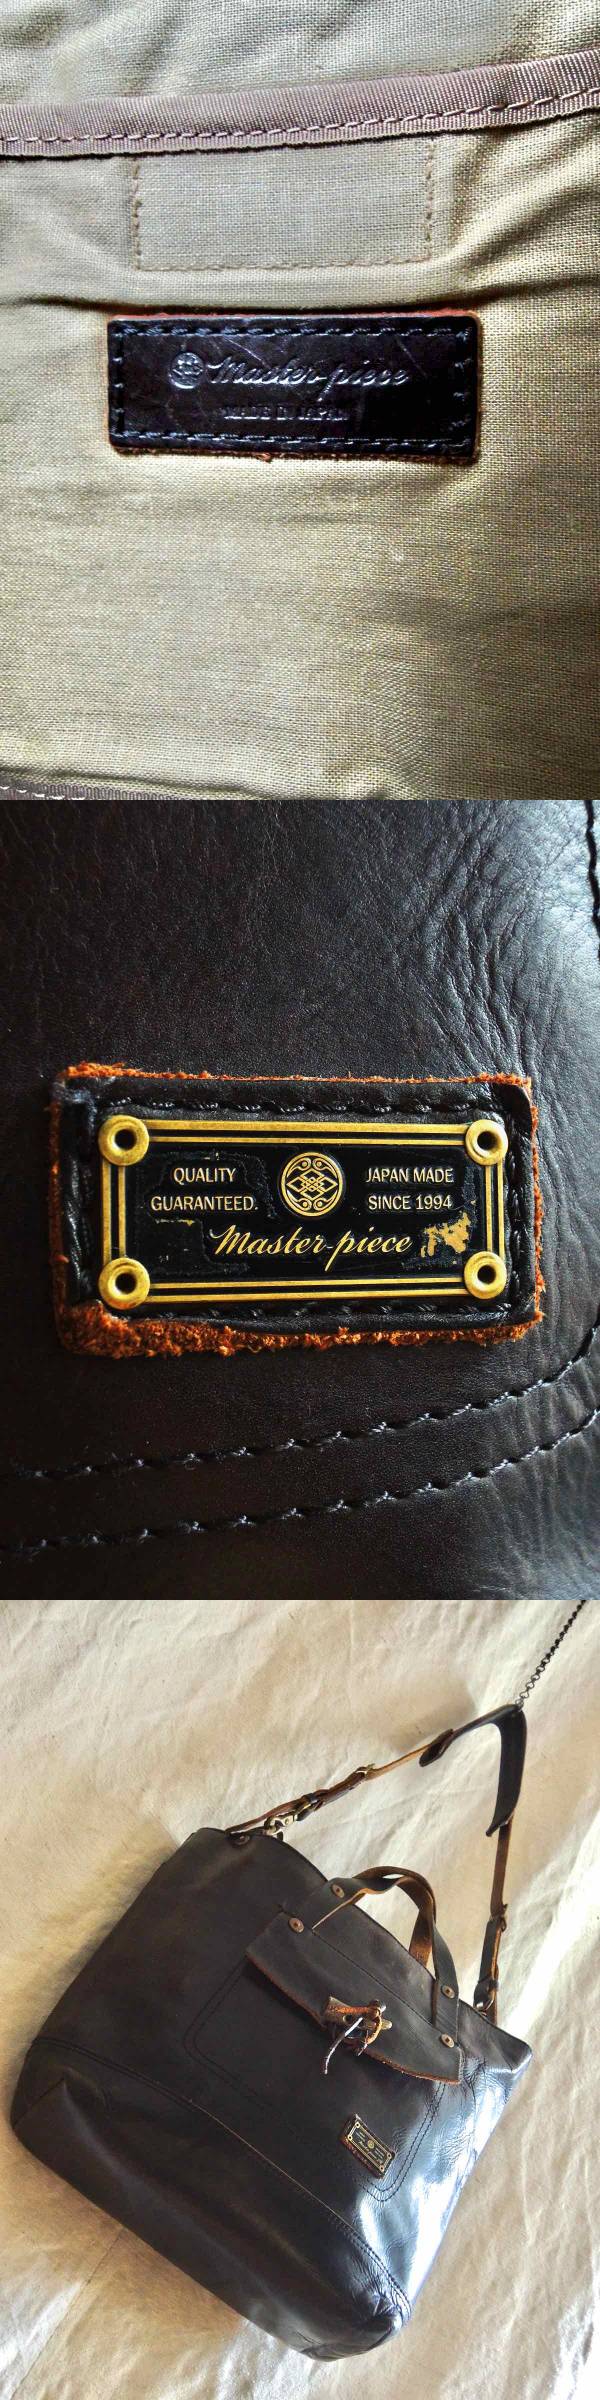 Master-piece
MADE IN JAPAN
QUALITY
GUARANTEED.
JAPAN MADE
SINCE 1994
Master-piece